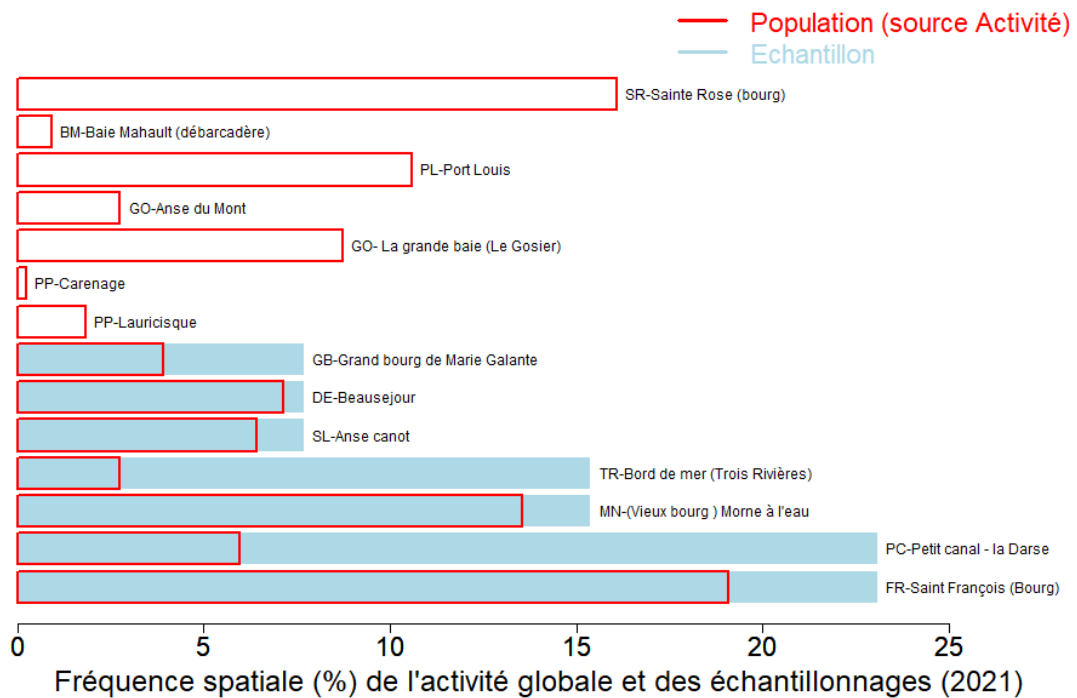 Population (source Activité)
Echantillon
SR-Sainte Rose (bourg)
BM-Baie Mahault (débarcadère)
PL-Port Louis
GO-Anse du Mont
GO- La grande baie (Le Gosier)
PP-Carenage
PP-Lauricisque
GB-Grand bourg de Marie Galante
DE-Beausejour
SL-Anse canot
TR-Bord de mer (Trois Rivières)
MN-(Vieux bourg ) Morne à l'eau
PC-Petit canal - la Darse
FR-Saint François (Bourg)
0 5 10 15 20 25
Fréquence spatiale (%) de l'activité globale et des échantillonnages (2021)